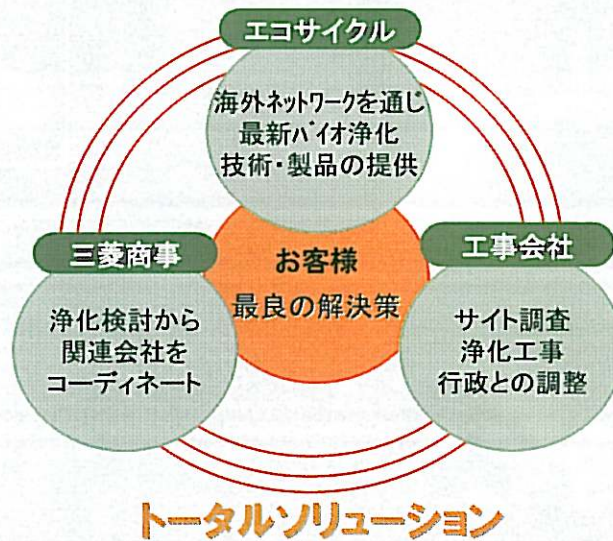 エコサイクル
海外ネットワークを通じ
最新バイオ浄化
技術・製品の提供
三菱商事
浄化検討から
関連会社を
コーディネート
お客様
最良の解決策
工事会社
サイト調査
浄化工事
行政との調整
トータルソリューション